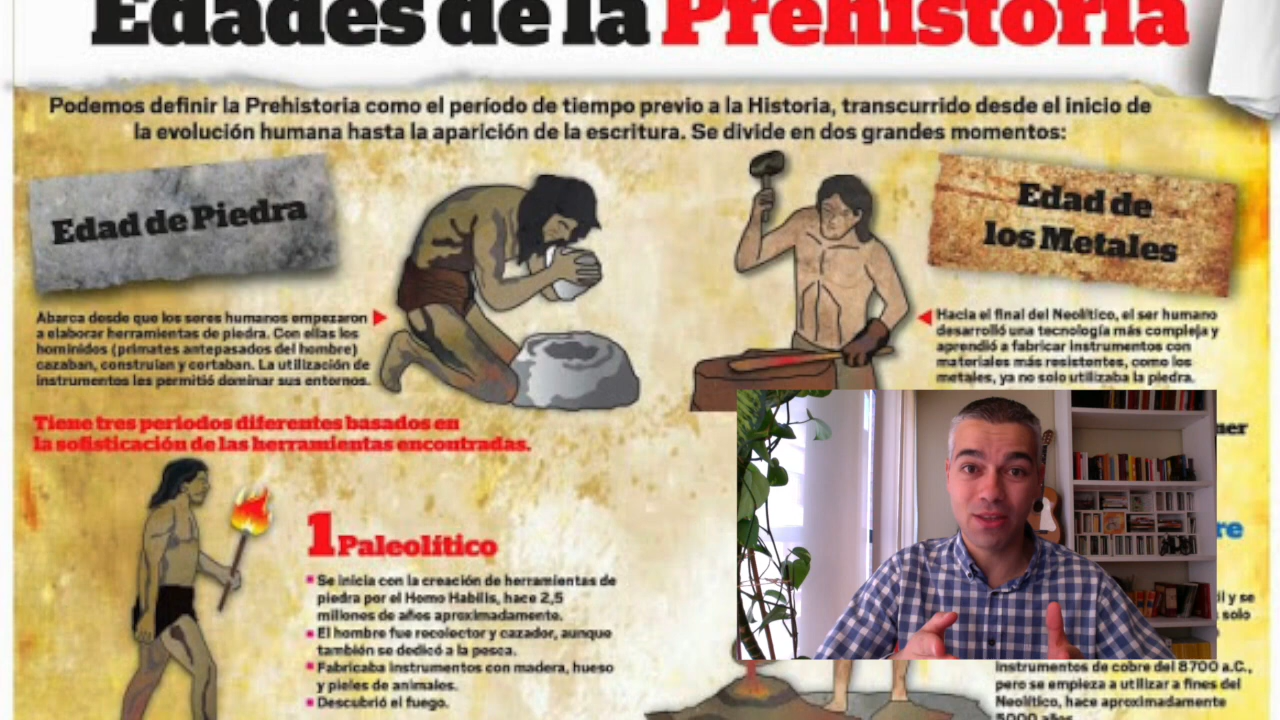 Edades de la Prehistoria
Podemos definir la Prehistoria como el período de tiempo previo a la Historia, transcurrido desde el inicio de
la evolución humana hasta la aparición de la escritura. Se divide en dos grandes momentos:
Edad de Piedra
Abarca desde que los seres humanos empezaron
a elaborar herramientas de piedra. Con ellas los
homínidos (primates antepasados del hombre)
cazaban, construían y cortaban. La utilización de
instrumentos les permitió dominar sus entornos.
Tiene tres periodos diferentes basados en
la sofisticación de las herramientas encontradas.
1 Paleolítico
Se inicia con la creación de herramientas de
piedra por el Homo Habilis, hace 2,5
millones de años aproximadamente.
El hombre fue recolector y cazador, aunque
también se dedicó a la pesca.
Fabricaba instrumentos con madera, hueso
y pieles de animales.
Descubrió el fuego.
Edad de
los Metales
Hacia el final del Neolítico, el ser humano
desarrolló una tecnología más compleja y
aprendió a fabricar instrumentos con
materiales más resistentes, como los
metales, ya no solo utilizaba la piedra.
y se
solo
instrumentos de cobre del 8700 a.C.,
pero se empieza a utilizar a fines del
Neolítico, hace aproximadamente
5000 años.